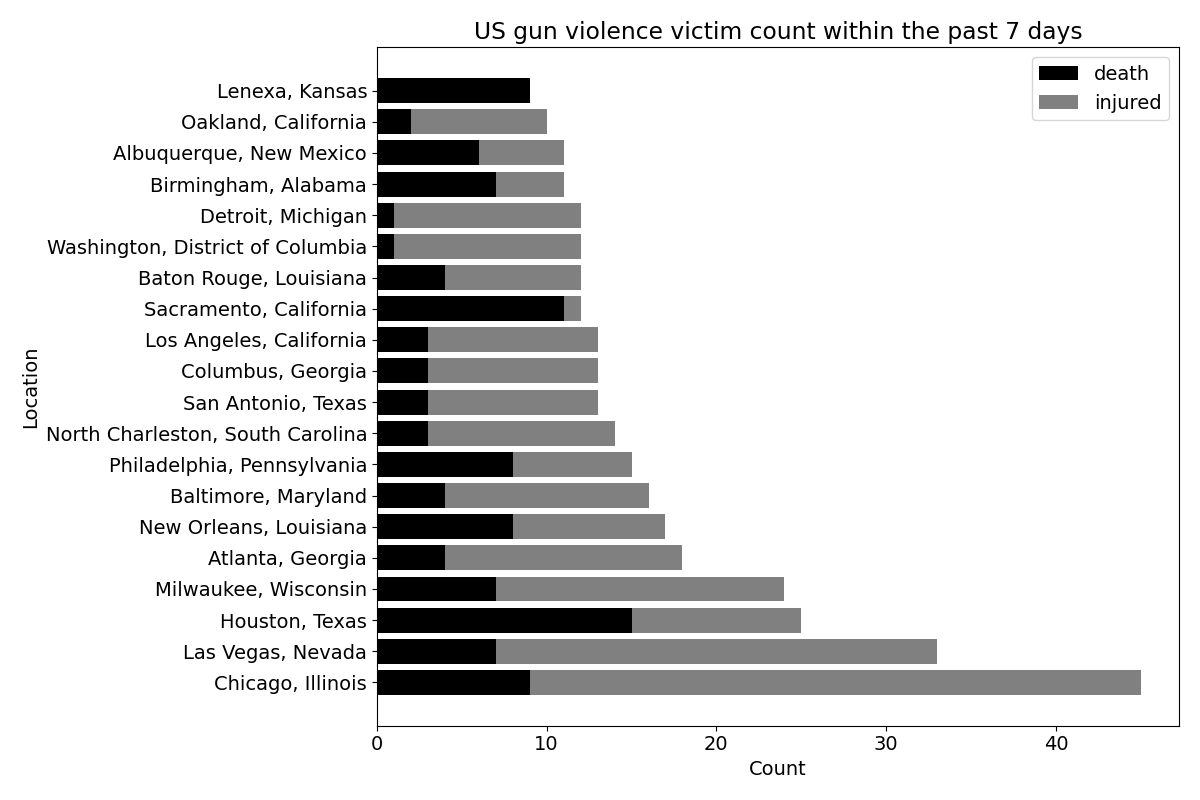 US gun violence victim count within the past 7 days
death
injured
Location
Lenexa, Kansas
Oakland, California
Albuquerque, New Mexico
Birmingham, Alabama
Detroit, Michigan
Washington, District of Columbia
Baton Rouge, Louisiana
Sacramento, California
Los Angeles, California
Columbus, Georgia
San Antonio, Texas
North Charleston, South Carolina
Philadelphia, Pennsylvania
Baltimore, Maryland
New Orleans, Louisiana
Atlanta, Georgia
Milwaukee, Wisconsin
Houston, Texas
Las Vegas, Nevada
Chicago, Illinois
0 10 20 30 40
Count